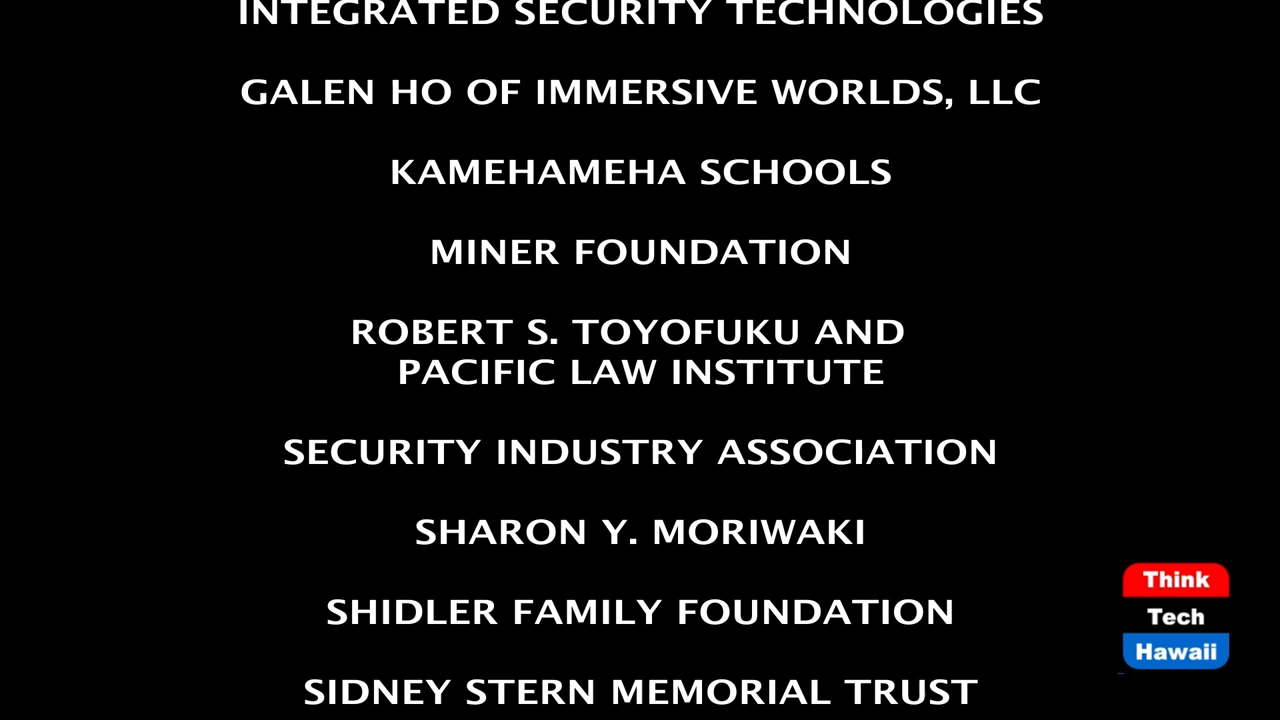 INTEGRATED SECURITY TECHNOLOGIES
GALEN HO OF IMMERSIVE WORLDS, LLC
KAMEHAMEHA SCHOOLS
MINER FOUNDATION
ROBERT S. TOYOFUKU AND
PACIFIC LAW INSTITUTE
SECURITY INDUSTRY ASSOCIATION
SHARON Y. MORIWAKI
SHIDLER FAMILY FOUNDATION
SIDNEY STERN MEMORIAL TRUST
Think
Tech
Hawaii